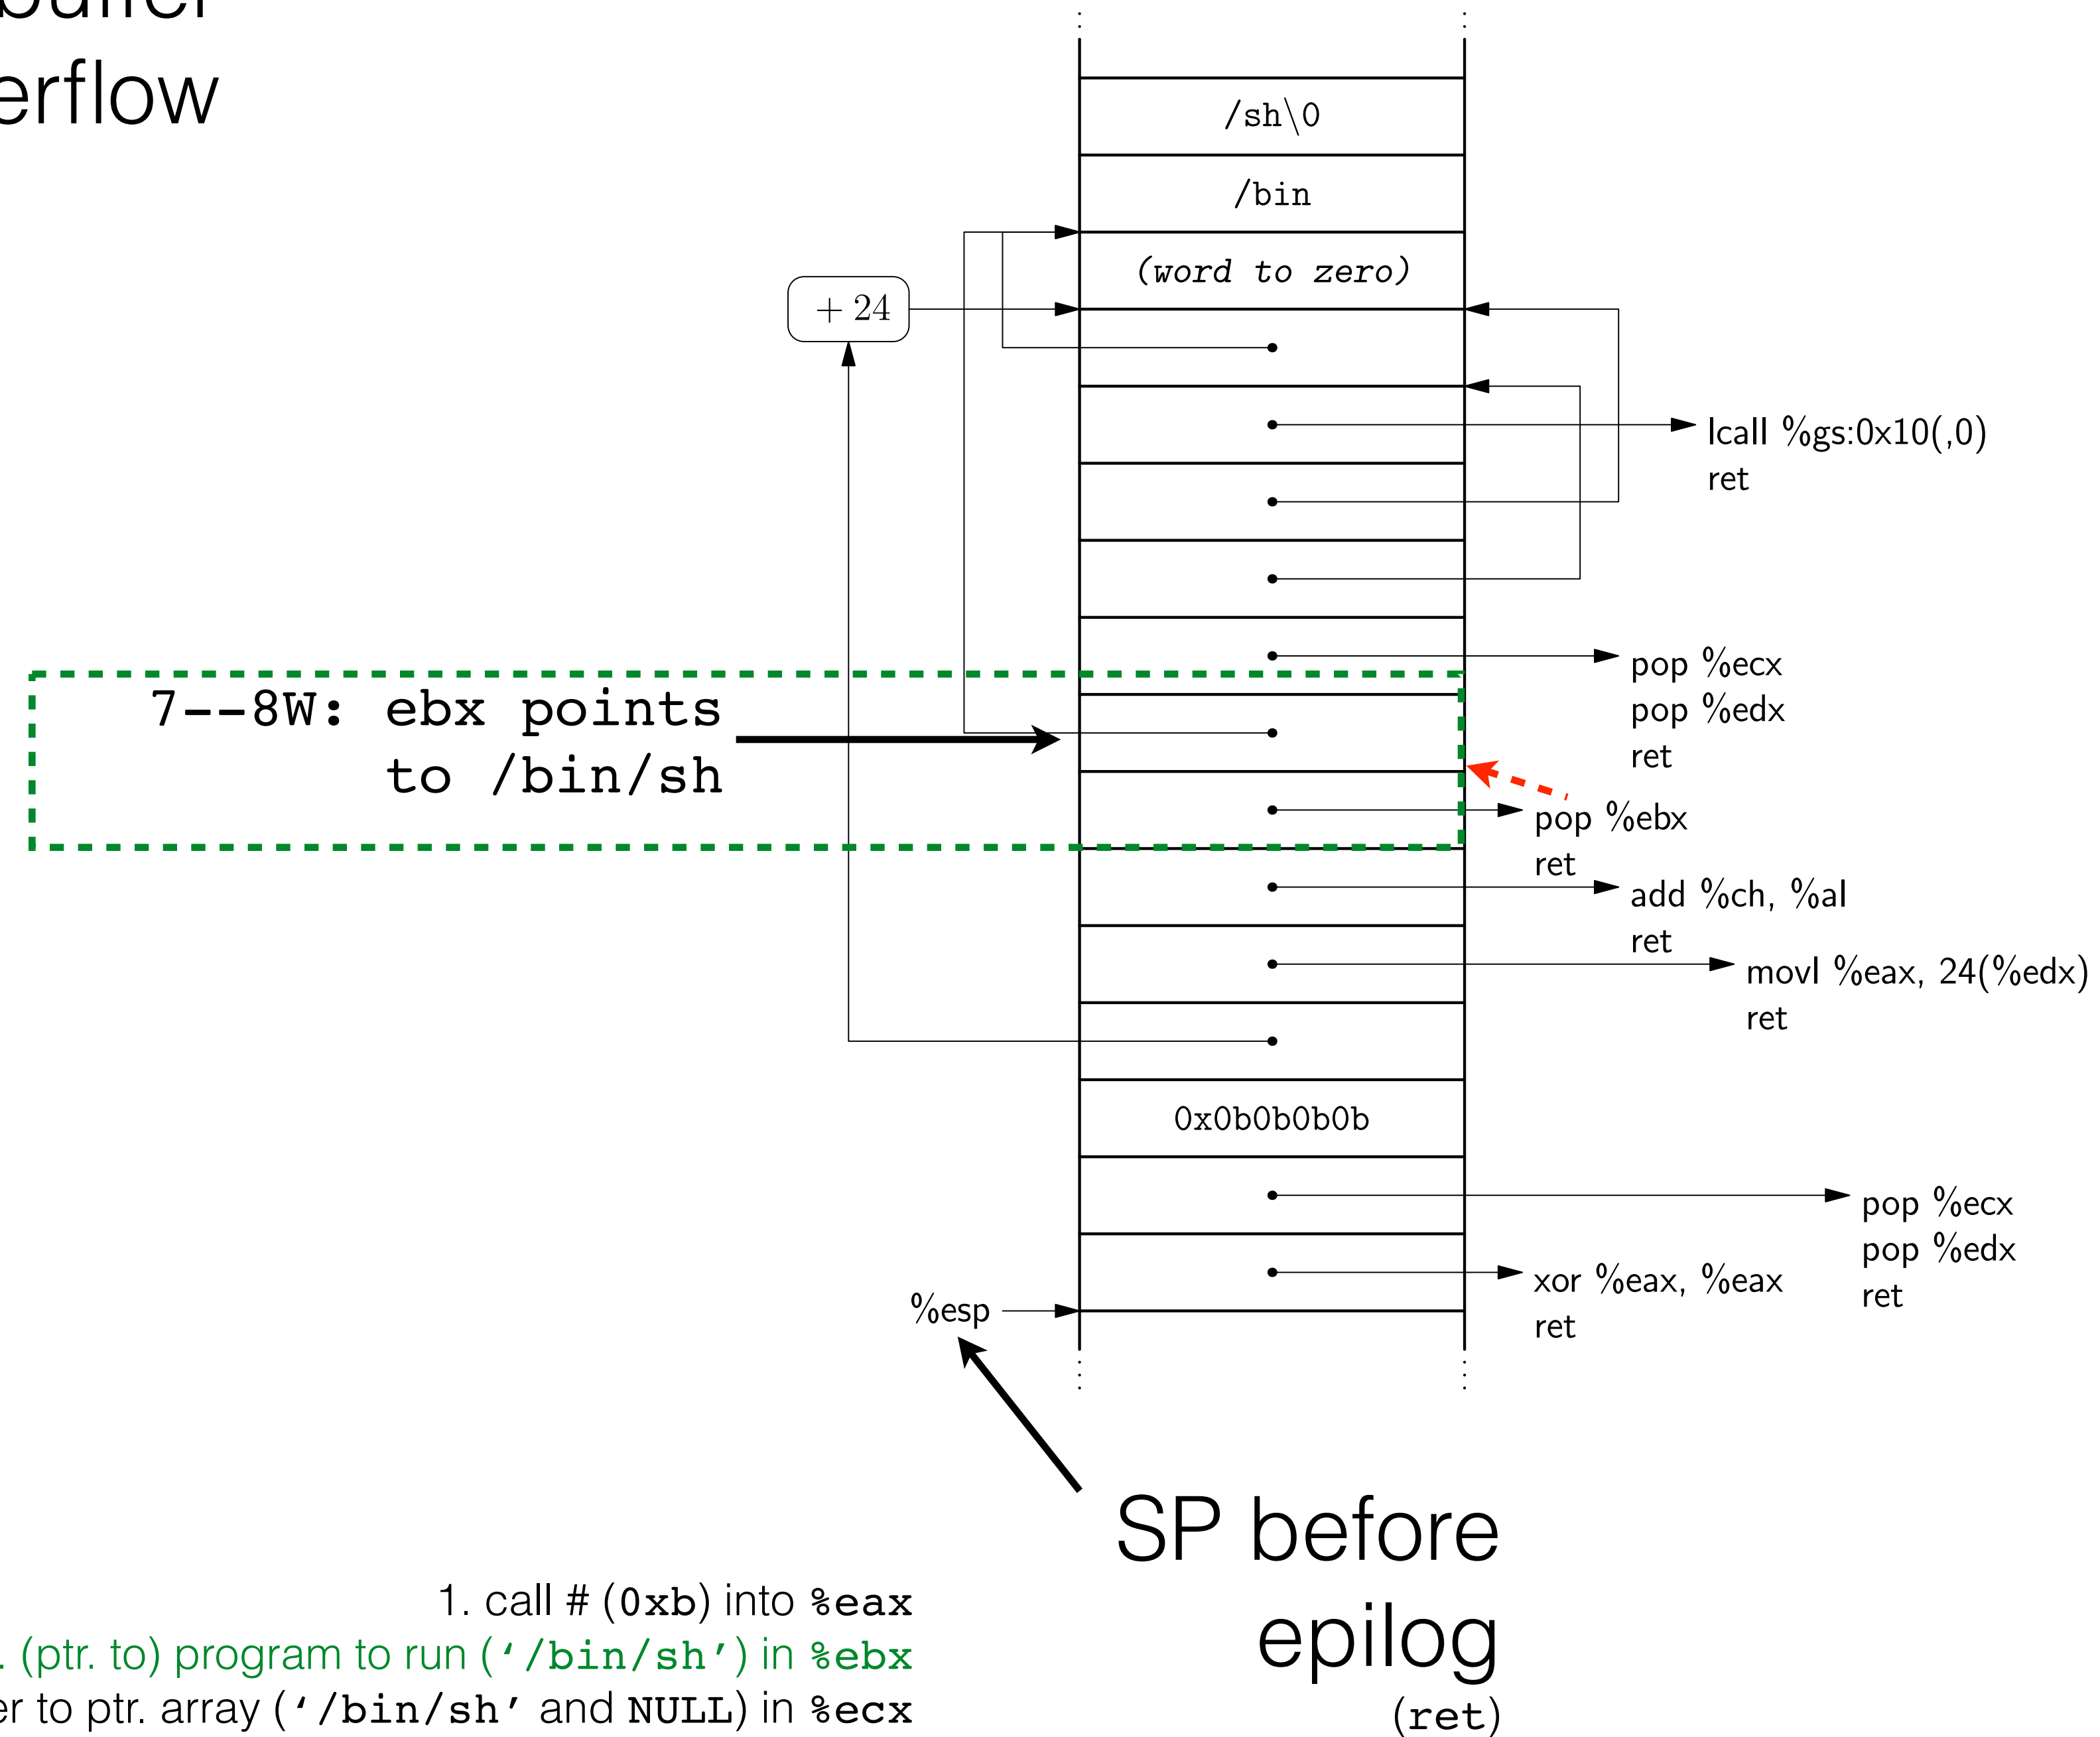 erflow
/sh\0
/bin
(word to zero)
+ 24
lcall %gs:0x10(,0)
ret
pop %ecx
pop %edx
ret
7--8W: ebx points
to /bin/sh
pop %ebx
ret
add %ch, %al
ret
movl %eax, 24(%edx)
ret
0x0b0b0b0b
pop %ecx
pop %edx
ret
xor %eax, %eax
ret
%esp
SP before
epilog
(ret)
1. call # (0xb) into %eax
. (ptr. to) program to run (‘/bin/sh’) in %ebx
er to ptr. array (‘/bin/sh’ and NULL) in %ecx